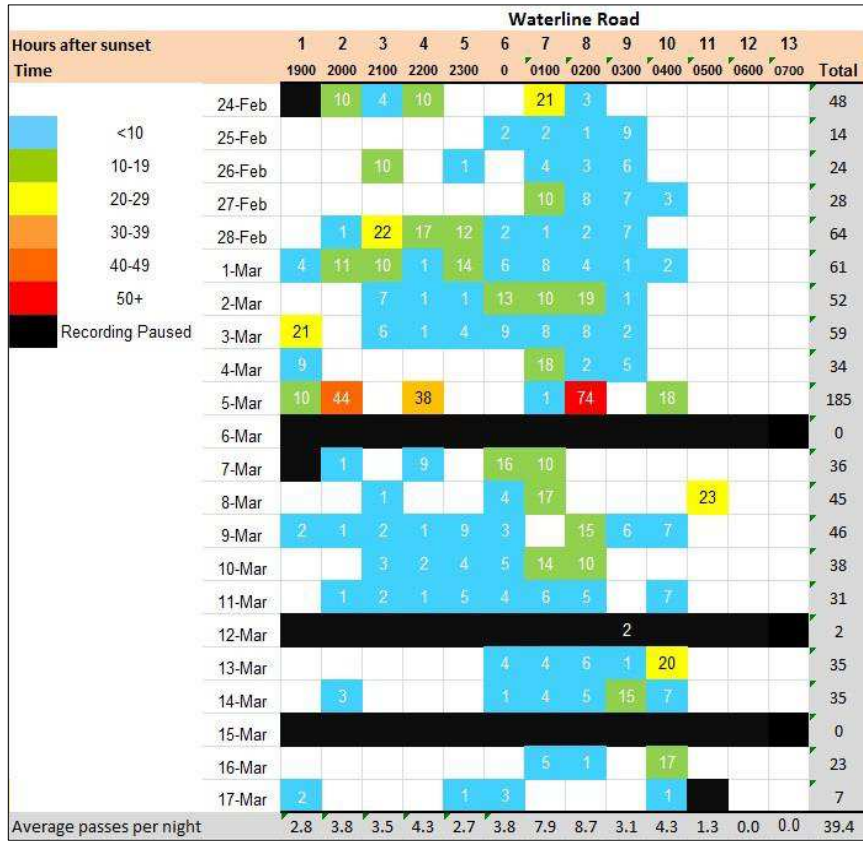 Waterline Road
Hours after sunset 1 2 3 4 5 6 7 8 9 10 11 12 13
Time 1900 2000 2100 2200 2300 0 0100 0200 0300 0400 0500 0600 0700 Total
24-Feb 10 4 10 21 3 48
<10 25-Feb 2 2 1 9 14
10-19 26-Feb 10 1 4 3 6 24
20-29 27-Feb 10 8 7 3 28
30-39 28-Feb 1 22 17 12 2 1 2 7 64
40-49 1-Mar 4 11 10 1 14 6 8 4 1 2 61
50+ 2-Mar 7 1 1 13 10 19 1 52
Recording Paused 3-Mar 21 6 1 4 9 8 8 2 59
4-Mar 9 18 2 5 34
5-Mar 10 44 38 1 74 18 185
6-Mar 0
7-Mar 1 9 16 10 36
8-Mar 1 4 17 23 45
9-Mar 2 1 2 1 9 3 15 6 7 46
10-Mar 3 2 4 5 14 10 38
11-Mar 1 2 1 5 4 6 5 7 31
12-Mar 2 2
13-Mar 4 4 6 1 20 35
14-Mar 3 1 4 5 15 7 35
15-Mar 0
16-Mar 5 1 17 23
17-Mar 2 1 3 1 7
Average passes per night 2.8 3.8 3.5 4.3 2.7 3.8 7.9 8.7 3.1 4.3 1.3 0.0 0.0 39.4